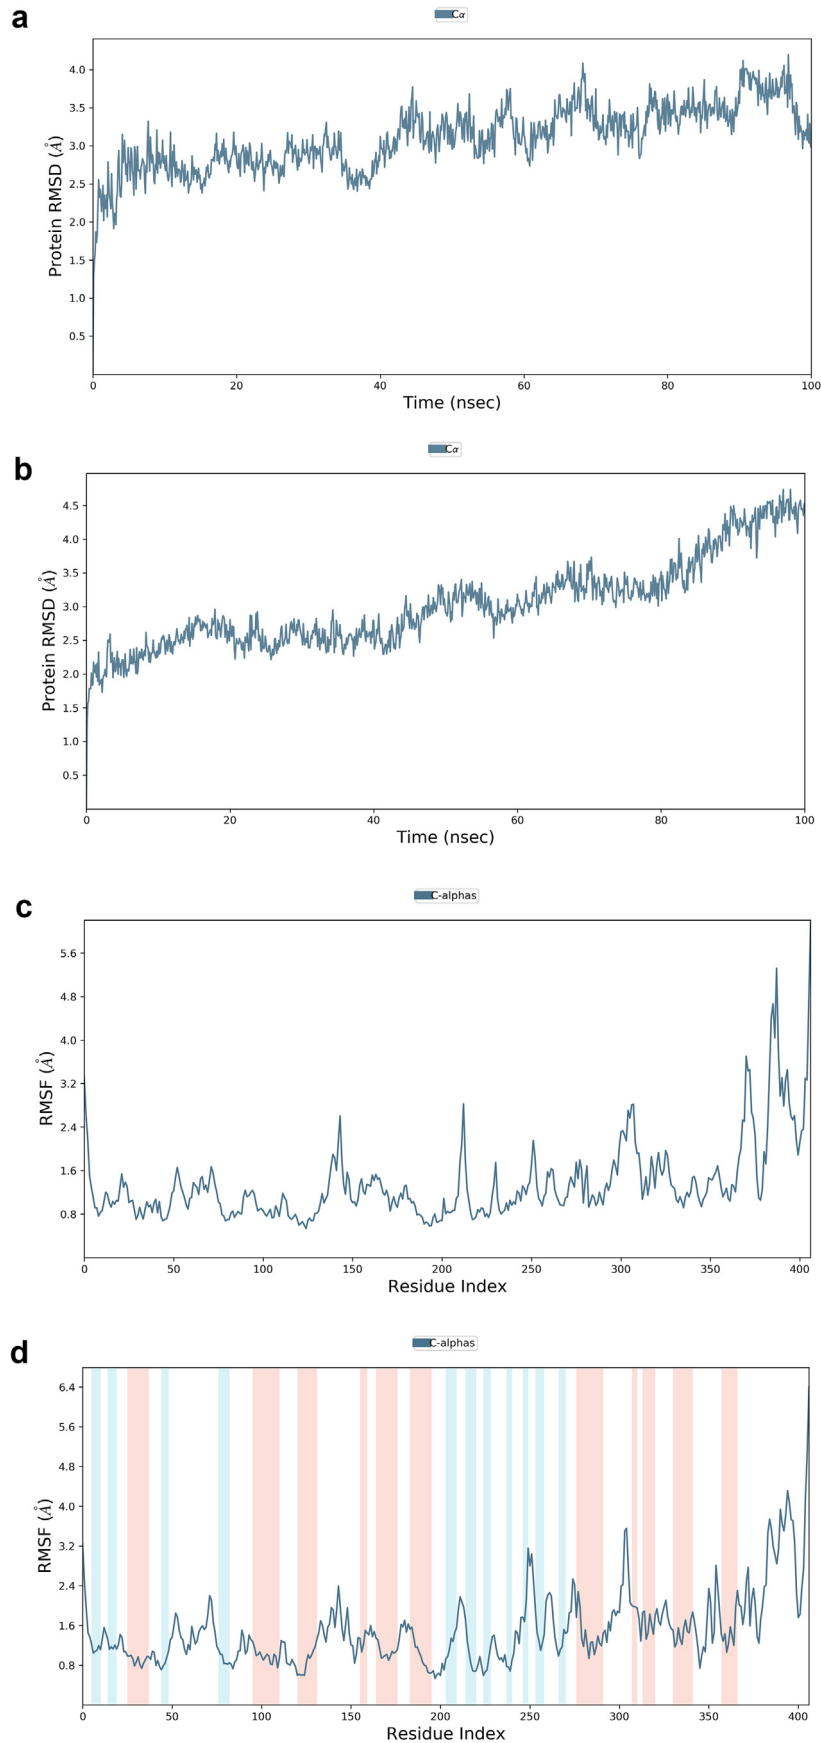 a
Cα
4.0
3.5
3.0
2.5
2.0
1.5
1.0
0.5
Protein RMSD (Å)
0 20 40 60 80 100
Time (nsec)
b
Cα
4.5
4.0
3.5
3.0
2.5
2.0
1.5
1.0
0.5
Protein RMSD (Å)
0 20 40 60 80 100
Time (nsec)
c
C-alphas
5.6
4.8
4.0
3.2
2.4
1.6
0.8
RMSF (Å)
0 50 100 150 200 250 300 350 400
Residue Index
d
C-alphas
6.4
5.6
4.8
4.0
3.2
2.4
1.6
0.8
RMSF (Å)
0 50 100 150 200 250 300 350 400
Residue Index